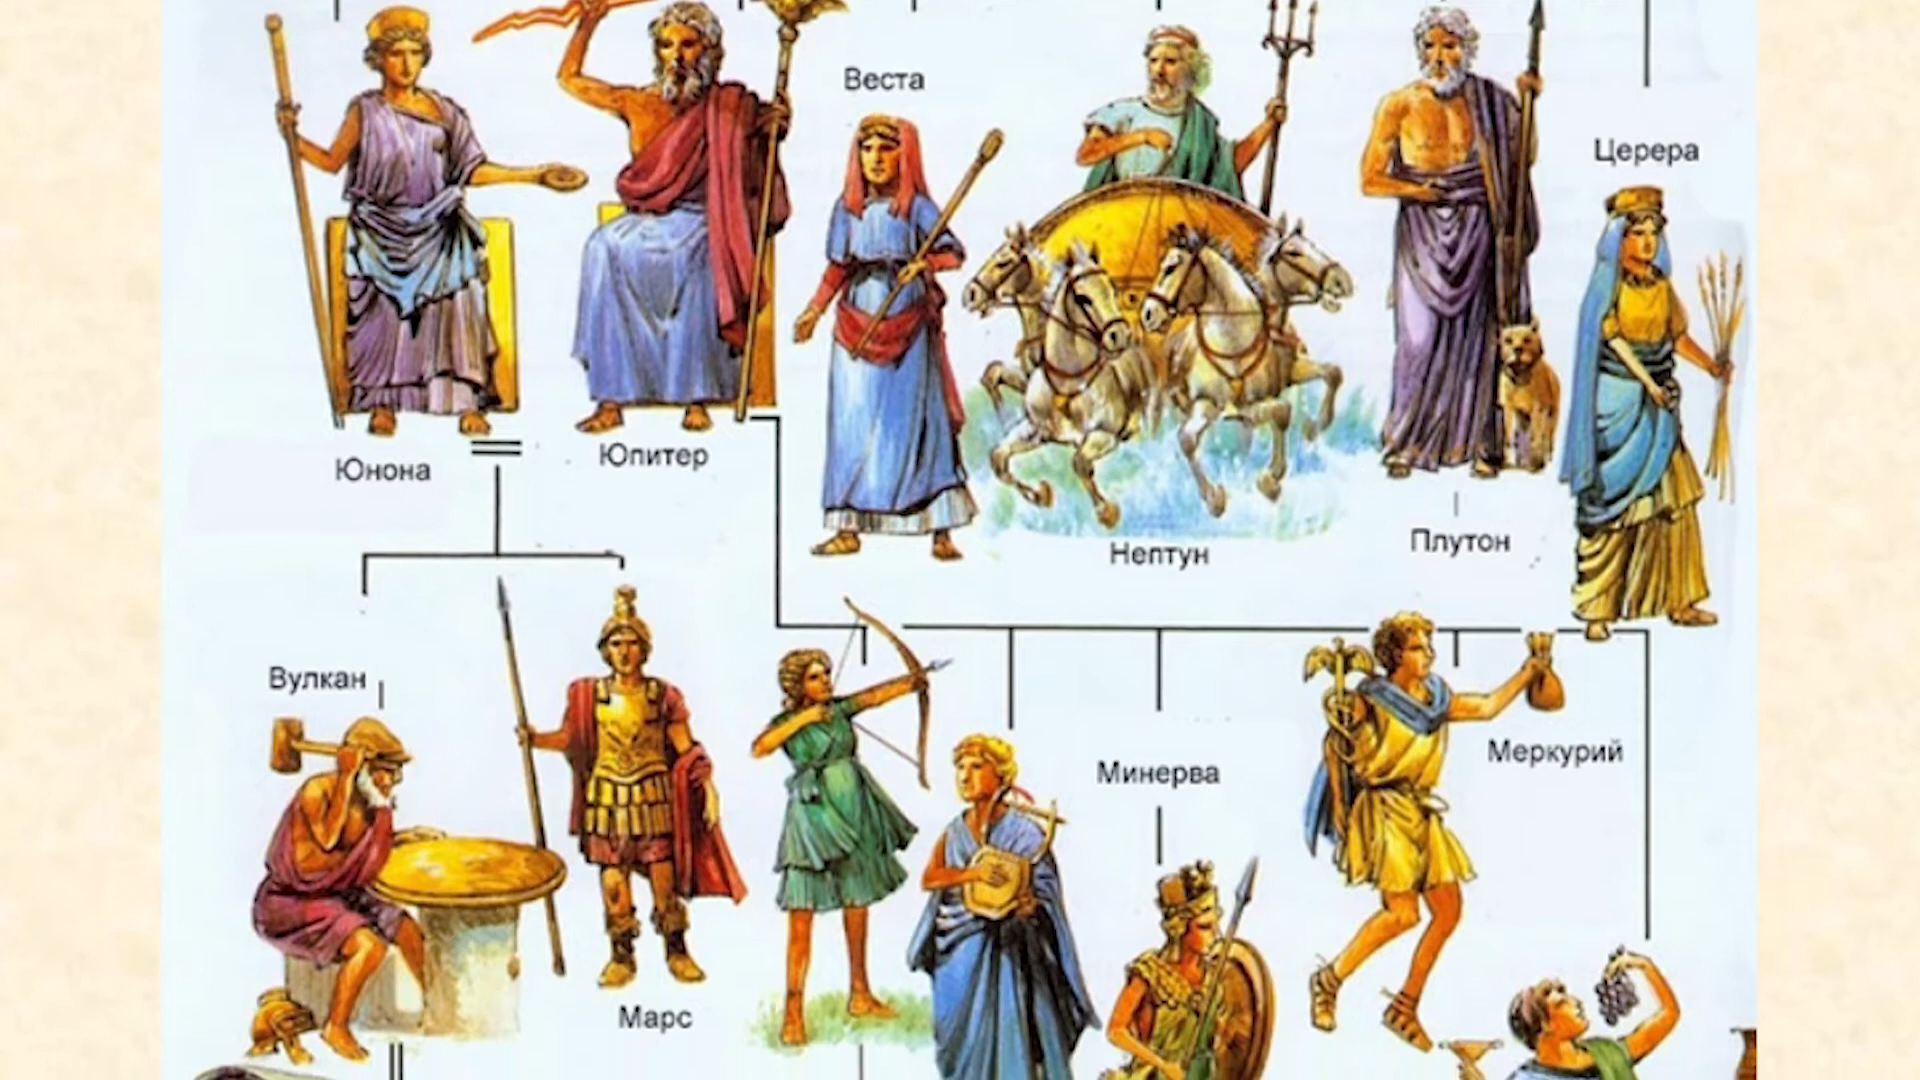 Веста
Церера
Юнона
Юпитер
Нептун
Плутон
Вулкан
Меркурий
Минерва
Марс